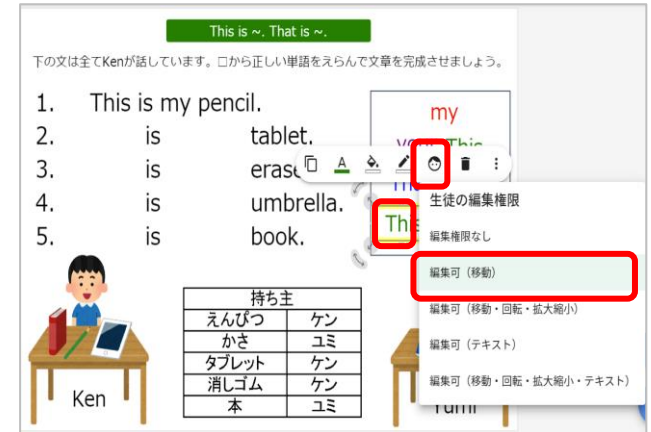 This is ~. That is ~.
下の文は全てKenが話しています。□から正しい単語をえらんで文章を完成させましょう。
1. This is my pencil.
2. is tablet.
3. is
4. is umbrella.
5. is book.
my
This
生徒の編集権限
編集権限なし
編集可（移動）
編集可（移動・回転・拡大縮小）
編集可（テキスト）
編集可（移動・回転・拡大縮小・テキスト）
持ち主
えんぴつ ケン
かさ ユミ
タブレット ケン
消しゴム ケン
本 ユミ
Ken
Yumi